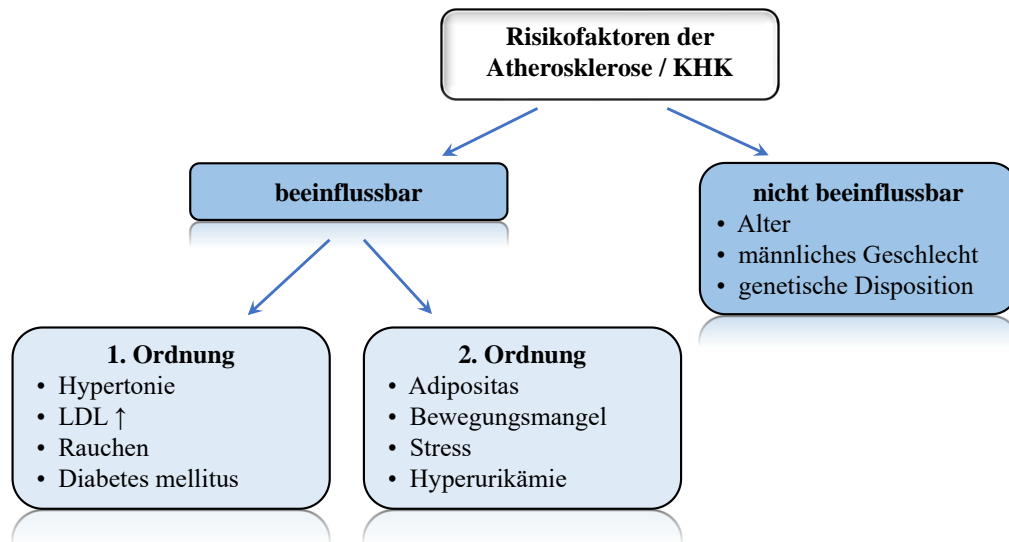 Risikofaktoren der
Atherosklerose / KHK
beeinflussbar
nicht beeinflussbar
• Alter
• männliches Geschlecht
• genetische Disposition
1. Ordnung
• Hypertonie
• LDL ↑
• Rauchen
• Diabetes mellitus
2. Ordnung
• Adipositas
• Bewegungsmangel
• Stress
• Hyperurikämie